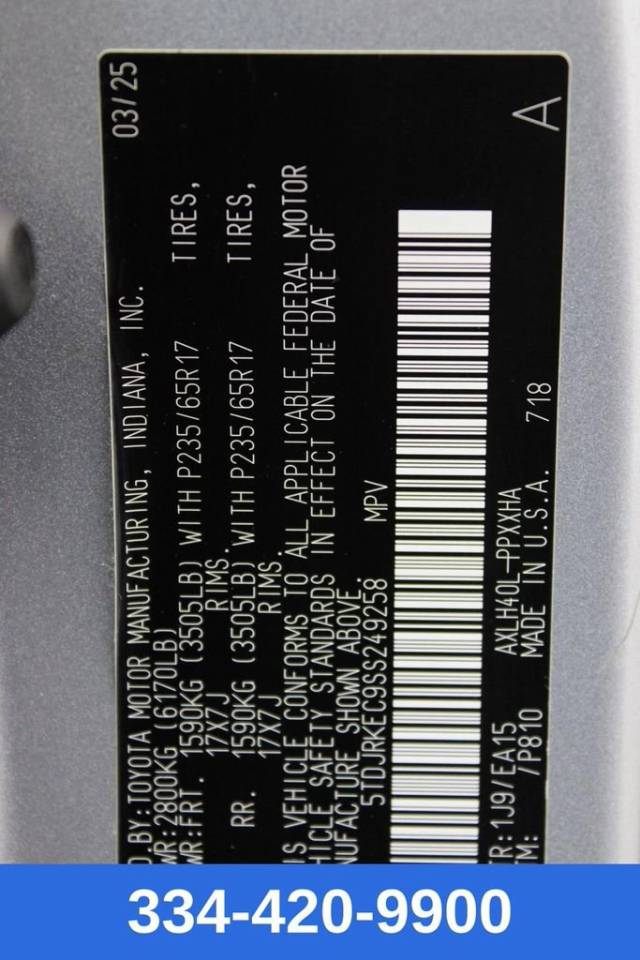 03/25
D.BY:TOYOTA MOTOR MANUFACTURING, INDIANA, INC.
WR:2800KG (6170LB)
WR:FRT. 1590KG (3505LB) WITH P235/65R17 TIRES,
17X7J RIMS.
RR. 1590KG (3505LB) WITH P235/65R17 TIRES,
17X7J RIMS.
IS VEHICLE CONFORMS TO ALL APPLICABLE FEDERAL MOTOR
HICLE SAFETY STANDARDS IN EFFECT ON THE DATE OF
NUFACTURE SHOWN ABOVE.
5TDJRKEC9SS249258 MPV
TR:1J9/EA15 AXLH40L-PPXXHA
TM: /P810 MADE IN U.S.A. 718
A
334-420-9900